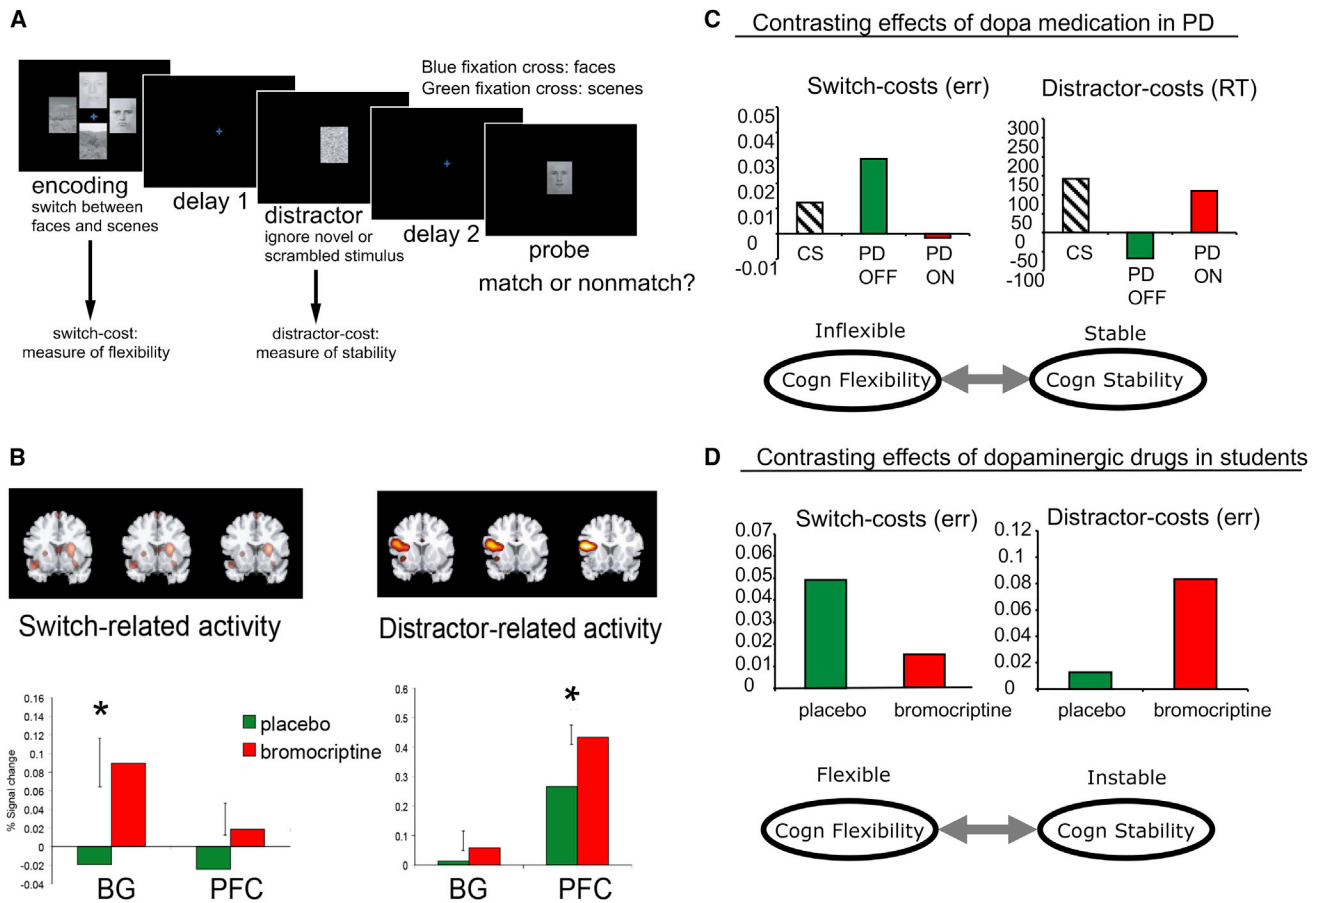 A
Blue fixation cross: faces
Green fixation cross: scenes
encoding
switch between
faces and scenes
delay 1
distractor
ignore novel or
scrambled stimulus
delay 2
probe
match or nonmatch?
switch-cost:
measure of flexibility
distractor-cost:
measure of stability
B
Switch-related activity
Distractor-related activity
% Signal change
0.16
0.14
0.12
0.1
0.08
0.06
0.04
0.02
0
-0.02
-0.04
*
placebo
bromocriptine
BG
PFC
0.6
0.5
0.4
0.3
0.2
0.1
0
*
BG
PFC
C
Contrasting effects of dopa medication in PD
Switch-costs (err)
0.05
0.04
0.03
0.02
0.01
0
-0.01
CS
PD
OFF
PD
ON
Distractor-costs (RT)
300
250
200
150
100
50
0
-50
-100
CS
PD
OFF
PD
ON
Inflexible
Stable
Cogn Flexibility
Cogn Stability
D
Contrasting effects of dopaminergic drugs in students
Switch-costs (err)
0.07
0.06
0.05
0.04
0.03
0.02
0.01
0
placebo
bromocriptine
Distractor-costs (err)
0.12
0.1
0.08
0.06
0.04
0.02
0
placebo
bromocriptine
Flexible
Instable
Cogn Flexibility
Cogn Stability